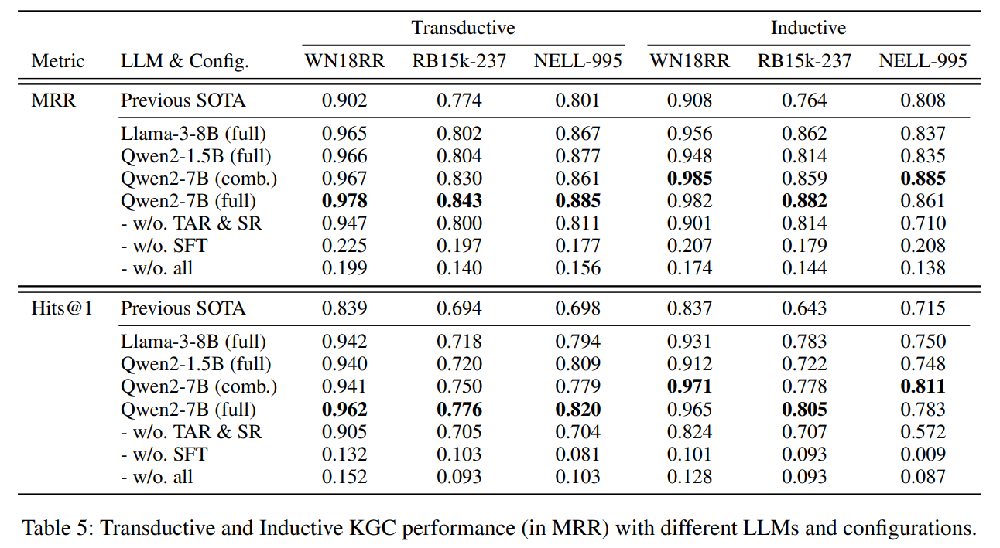 Transductive Inductive
Metric LLM & Config. WN18RR RB15k-237 NELL-995 WN18RR RB15k-237 NELL-995
MRR Previous SOTA 0.902 0.774 0.801 0.908 0.764 0.808
Llama-3-8B (full) 0.965 0.802 0.867 0.956 0.862 0.837
Qwen2-1.5B (full) 0.966 0.804 0.877 0.948 0.814 0.835
Qwen2-7B (comb.) 0.967 0.830 0.861 0.985 0.859 0.885
Qwen2-7B (full) 0.978 0.843 0.885 0.982 0.882 0.861
- w/o. TAR & SR 0.947 0.800 0.811 0.901 0.814 0.710
- w/o. SFT 0.225 0.197 0.177 0.207 0.179 0.208
- w/o. all 0.199 0.140 0.156 0.174 0.144 0.138
Hits@1 Previous SOTA 0.839 0.694 0.698 0.837 0.643 0.715
Llama-3-8B (full) 0.942 0.718 0.794 0.931 0.783 0.750
Qwen2-1.5B (full) 0.940 0.720 0.809 0.912 0.722 0.748
Qwen2-7B (comb.) 0.941 0.750 0.779 0.971 0.778 0.811
Qwen2-7B (full) 0.962 0.776 0.820 0.965 0.805 0.783
- w/o. TAR & SR 0.905 0.705 0.704 0.824 0.707 0.572
- w/o. SFT 0.132 0.103 0.081 0.101 0.093 0.009
- w/o. all 0.152 0.093 0.103 0.128 0.093 0.087
Table 5: Transductive and Inductive KGC performance (in MRR) with different LLMs and configurations.